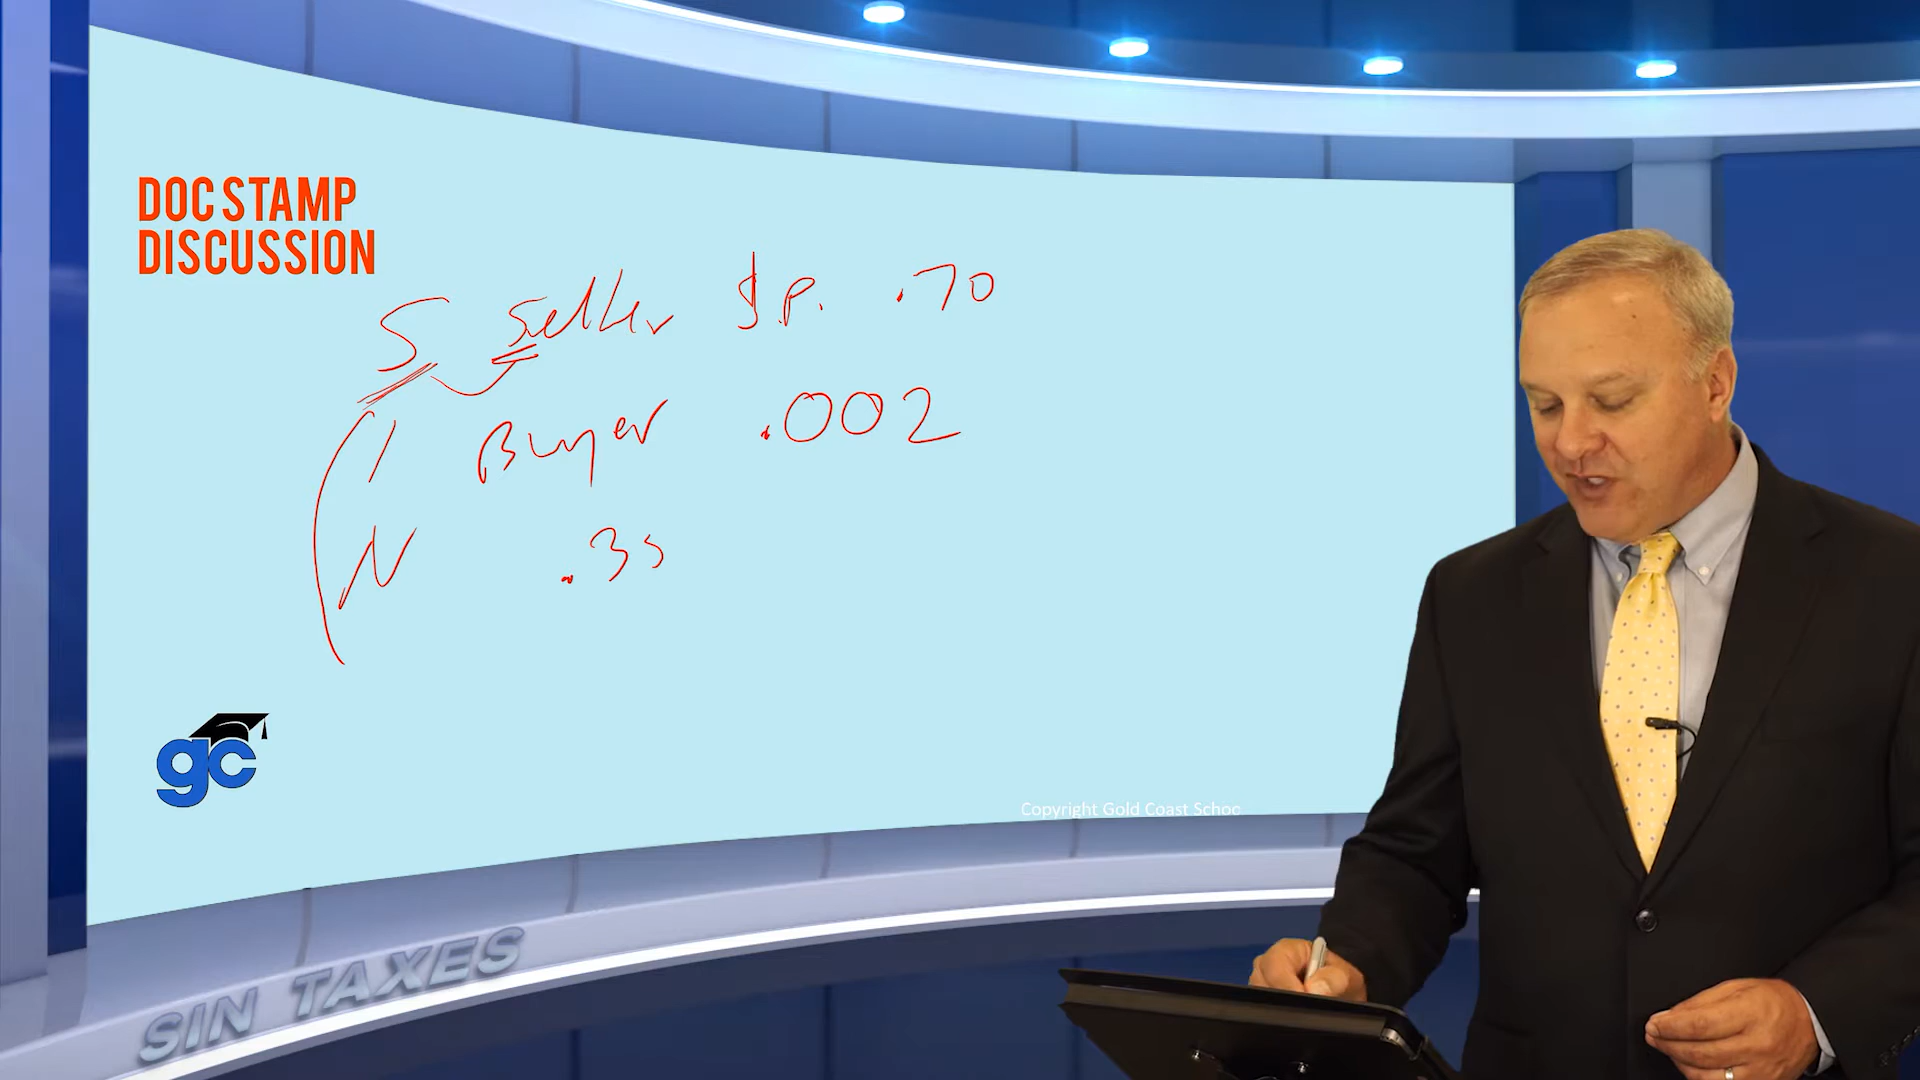 DOC STAMP
DISCUSSION
S Seller S.P. .70
I Buyer .002
N .35
gc
Copyright Gold Coast Schoo
SIN TAXES